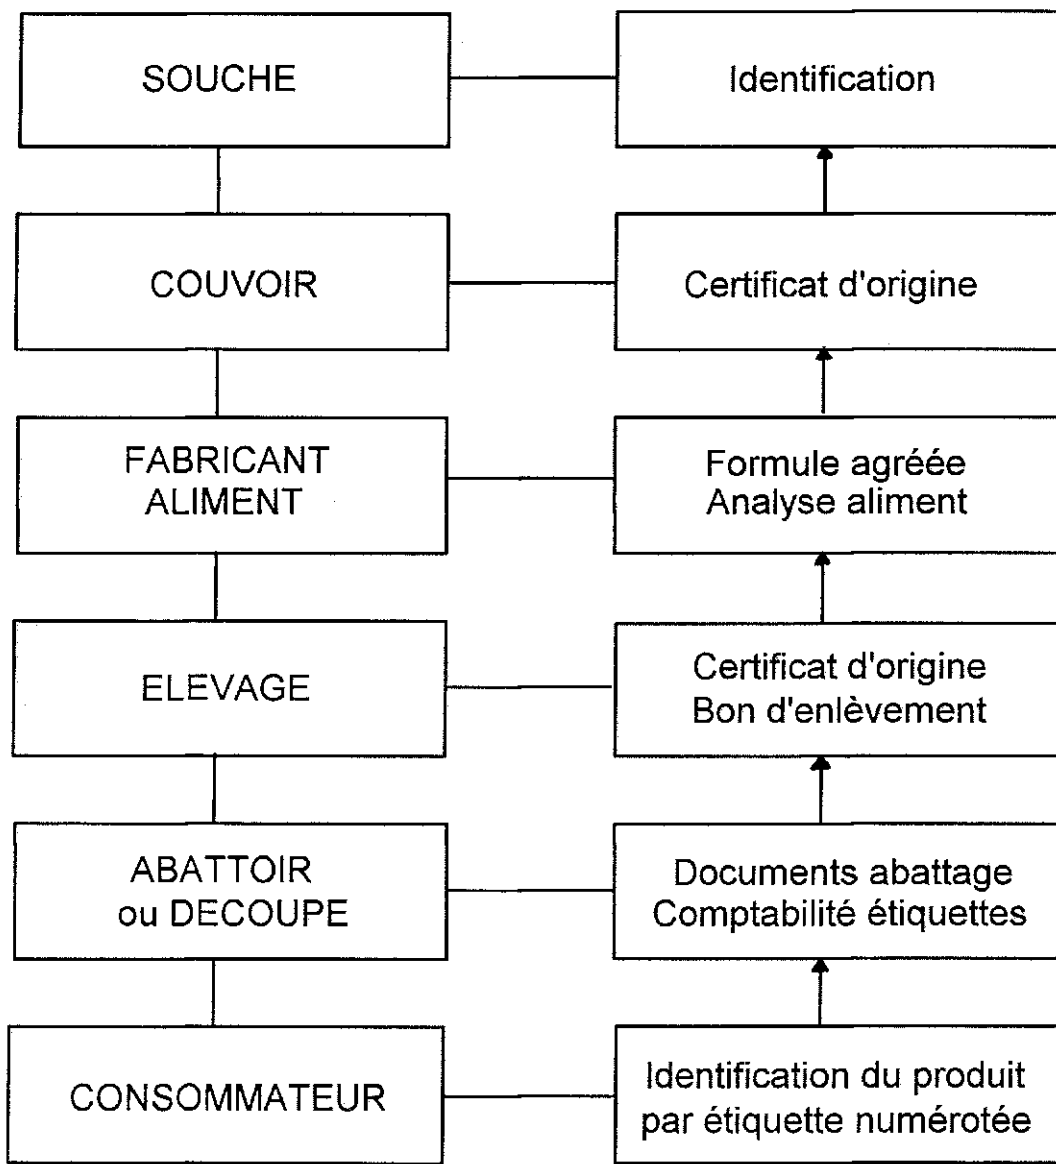 SOUCHE
Identification
COUVOIR
Certificat d'origine
FABRICANT
ALIMENT
Formule agréée
Analyse aliment
ELEVAGE
Certificat d'origine
Bon d'enlèvement
ABATTOIR
ou DECOUPE
Documents abattage
Comptabilité étiquettes
CONSOMMATEUR
Identification du produit
par étiquette numérotée